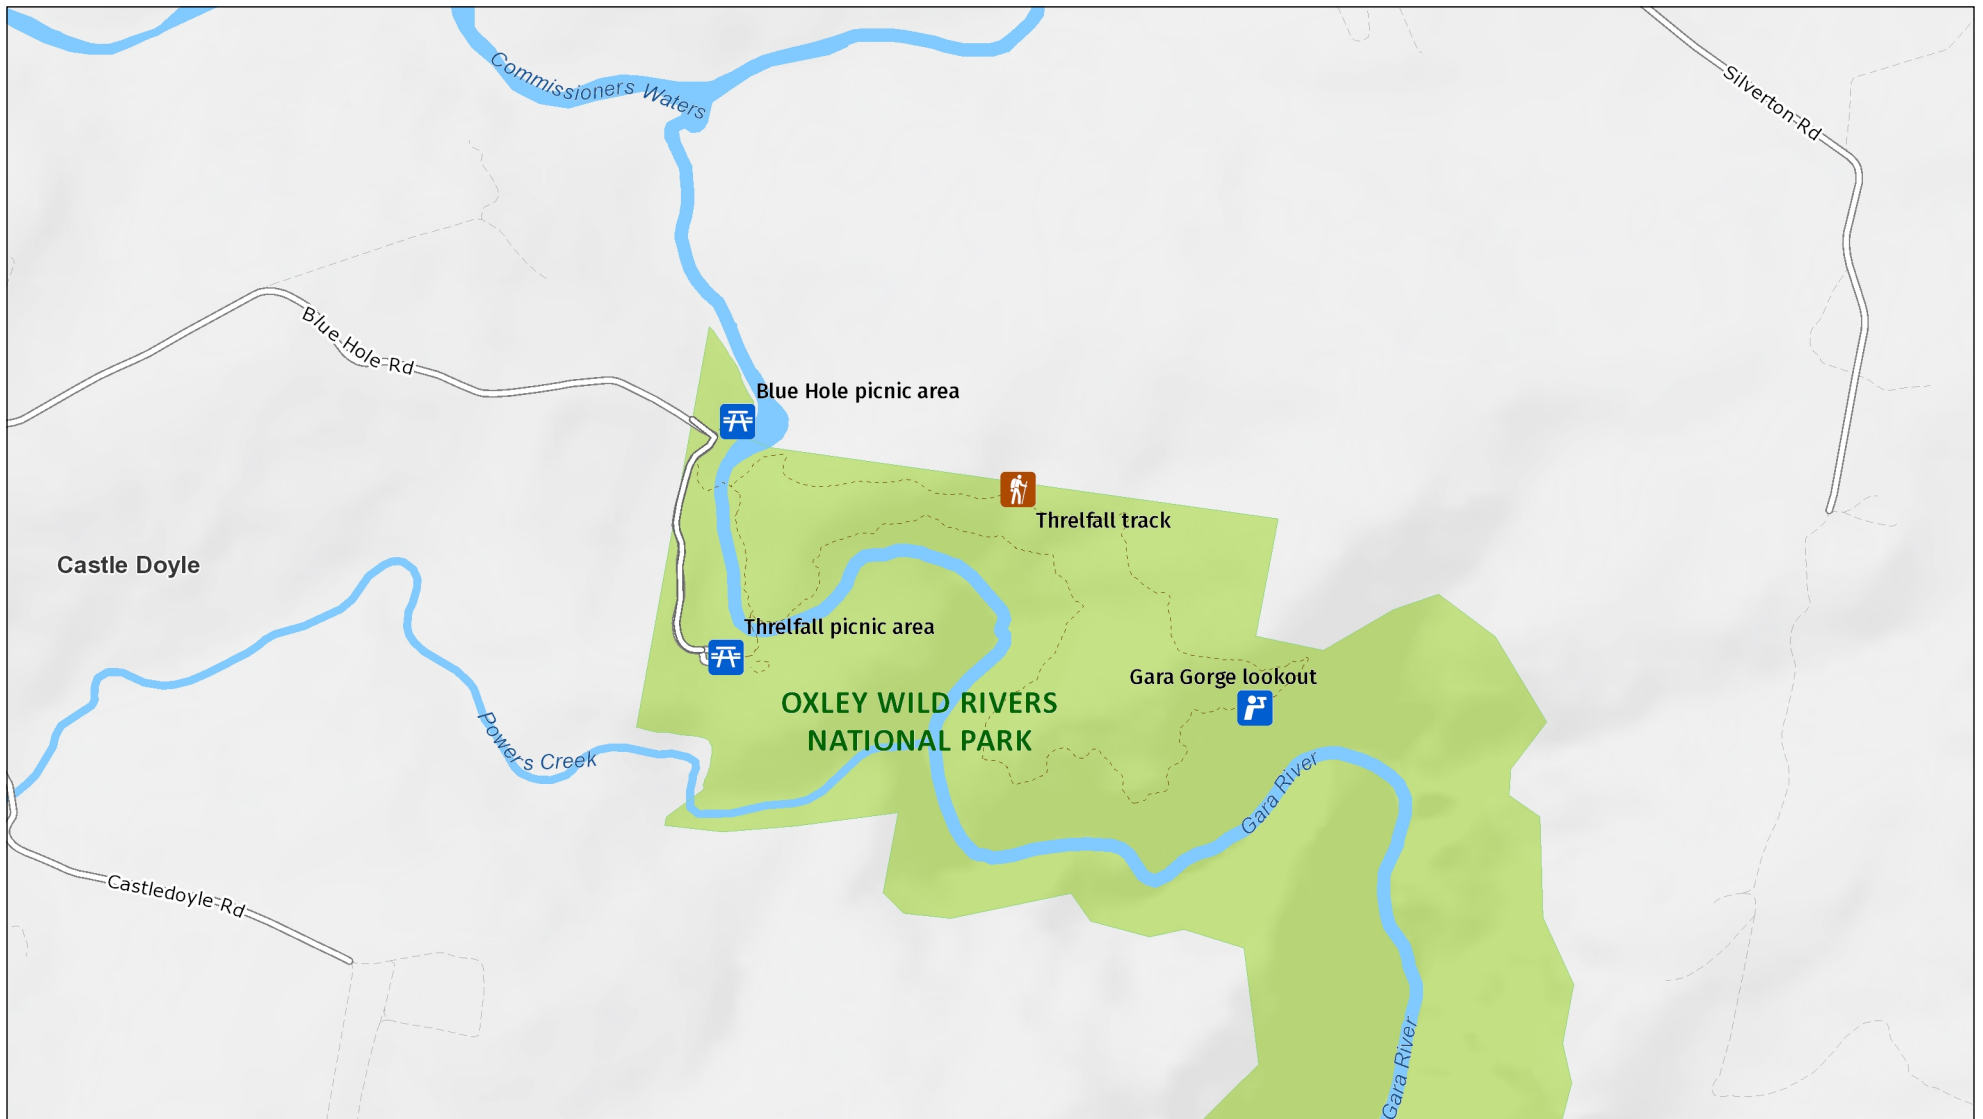 Commissioners Waters
Silverton Rd
Blue Hole Rd
Blue Hole picnic area
Threlfall track
Castle Doyle
Threlfall picnic area
Gara Gorge lookout
OXLEY WILD RIVERS
NATIONAL PARK
Powers Creek
Gara River
Castledoyle Rd
Gara River